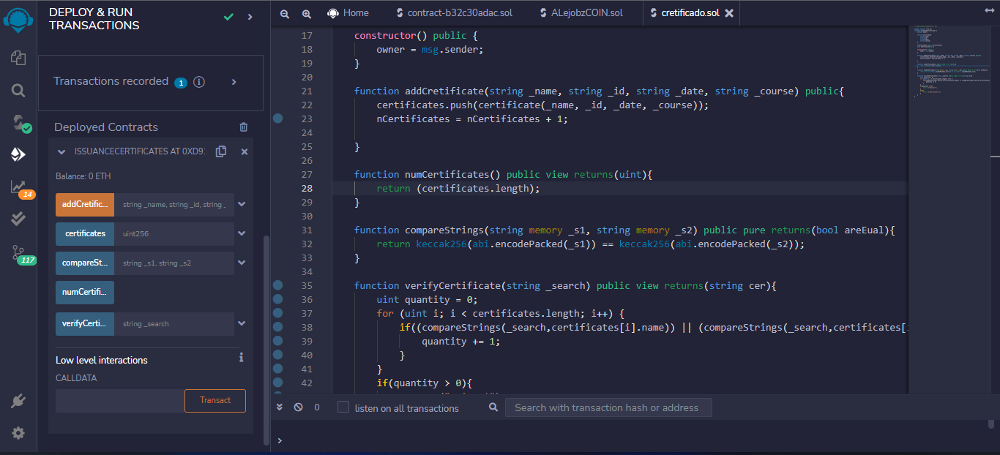 DEPLOY & RUN
TRANSACTIONS
Transactions recorded 1 i
Deployed Contracts
ISSUANCECERTIFICATES AT 0XD9:
Balance: 0 ETH
addCretific... string _name, string _id, string _
certificates uint256
compareSt... string _s1, string _s2
numCertifi...
verifyCerti... string _search
Low level interactions i
CALLDATA
Transact
14
117
Home contract-b32c30adac.sol ALejobzCOIN.sol cretificado.sol
17 constructor() public {
18 owner = msg.sender;
19 }
20
21 function addCretificate(string _name, string _id, string _date, string _course) public{
22 certificates.push(certificate(_name, _id, _date, _course));
23 nCertificates = nCertificates + 1;
24
25 }
26
27 function numCertificates() public view returns(uint){
28 return (certificates.length);
29 }
30
31 function compareStrings(string memory _s1, string memory _s2) public pure returns(bool areEual){
32 return keccak256(abi.encodePacked(_s1)) == keccak256(abi.encodePacked(_s2));
33 }
34
35 function verifyCertificate(string _search) public view returns(string cer){
36 uint quantity = 0;
37 for (uint i; i < certificates.length; i++) {
38 if((compareStrings(_search,certificates[i].name)) || (compareStrings(_search,certificates[
39 quantity += 1;
40 }
41 }
42 if(quantity > 0){
0 listen on all transactions Search with transaction hash or address
>